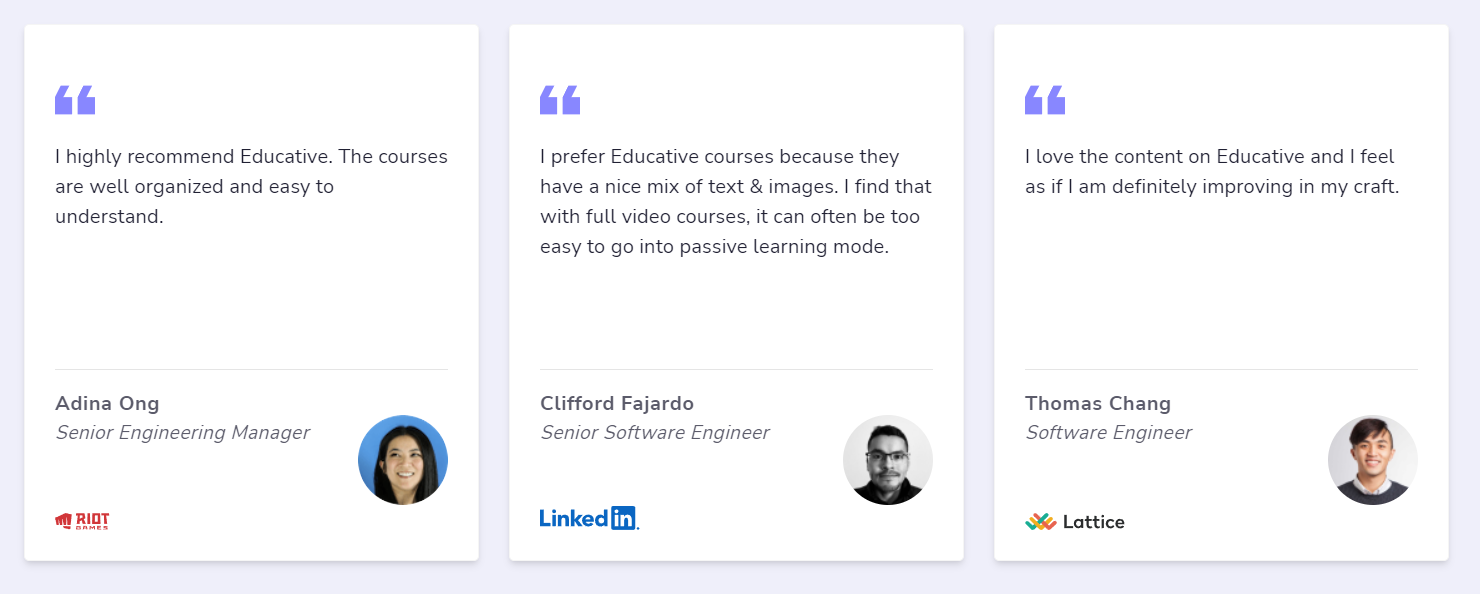 I highly recommend Educative. The courses
are well organized and easy to
understand.
Adina Ong
Senior Engineering Manager
RIOT
GAMES
I prefer Educative courses because they
have a nice mix of text & images. I find that
with full video courses, it can often be too
easy to go into passive learning mode.
Clifford Fajardo
Senior Software Engineer
Linked in
I love the content on Educative and I feel
as if I am definitely improving in my craft.
Thomas Chang
Software Engineer
Lattice